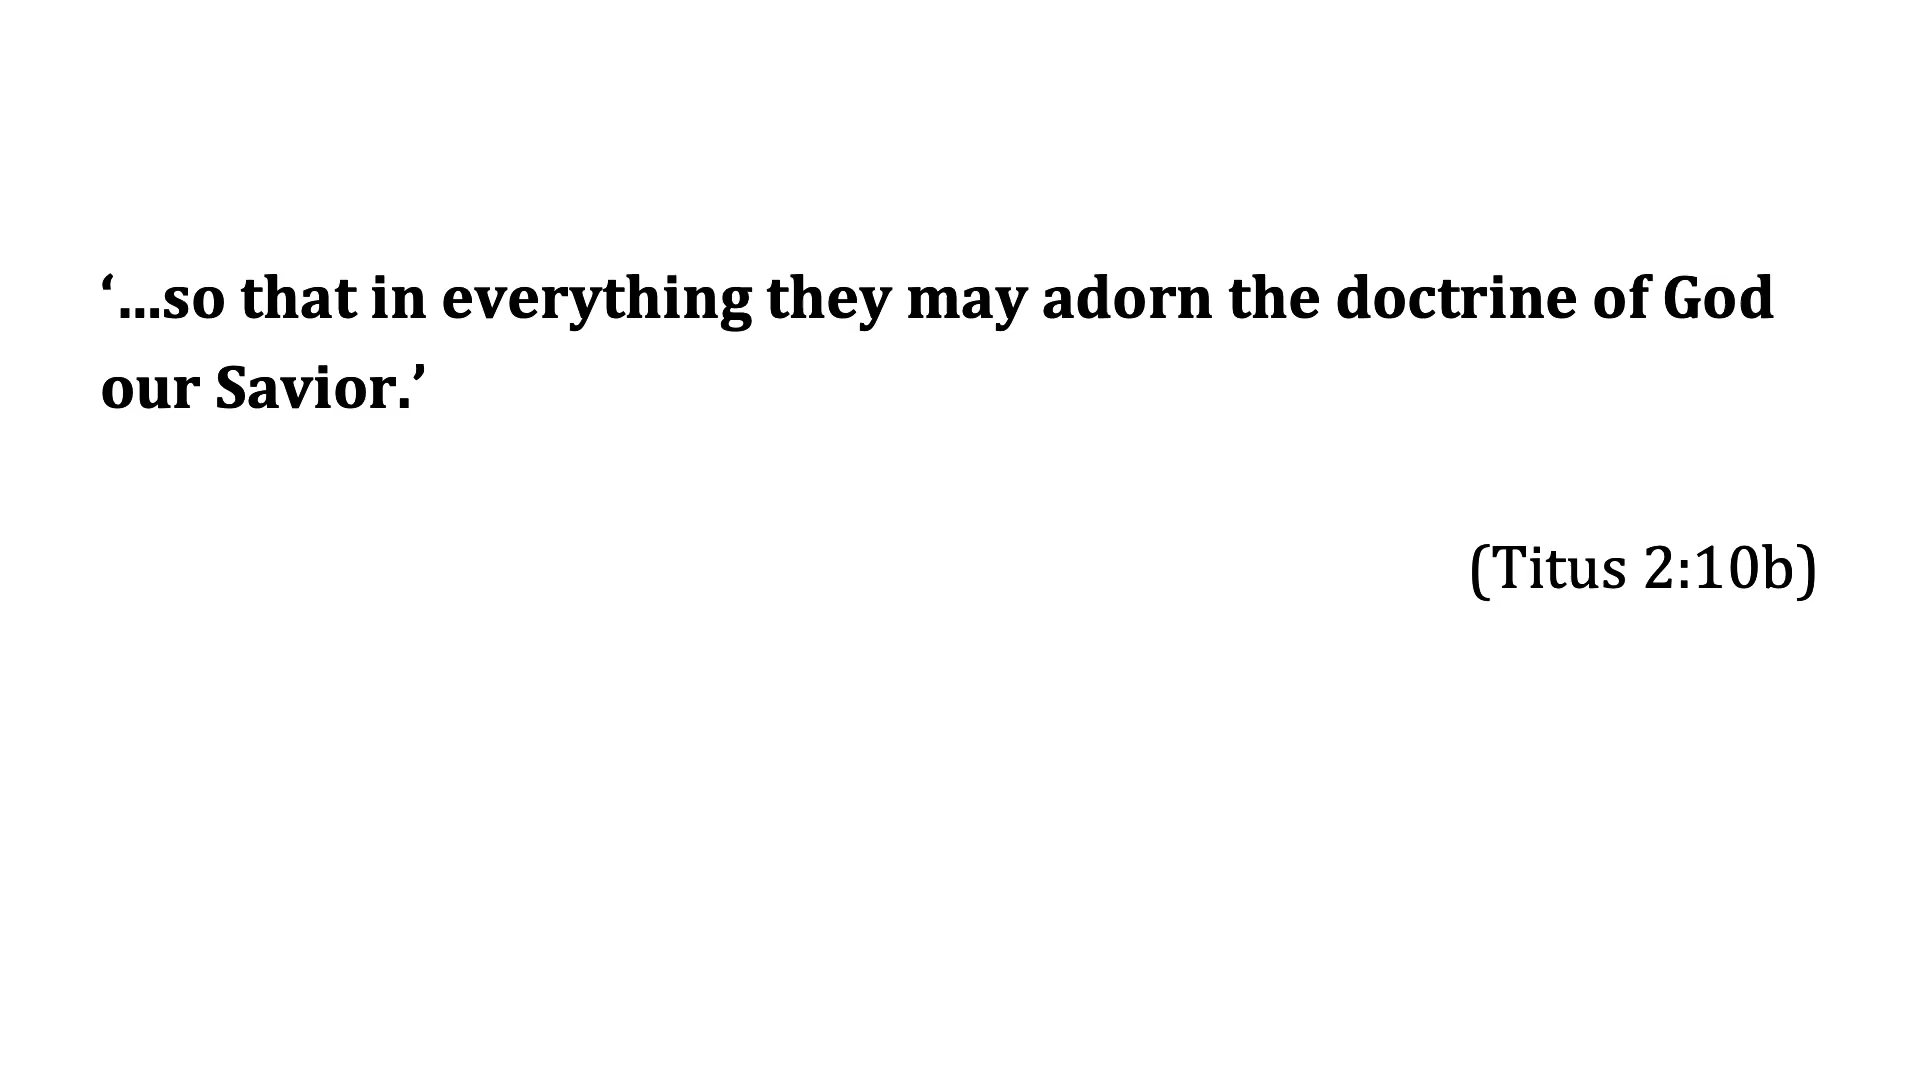 ‘…so that in everything they may adorn the doctrine of God
our Savior.’
(Titus 2:10b)